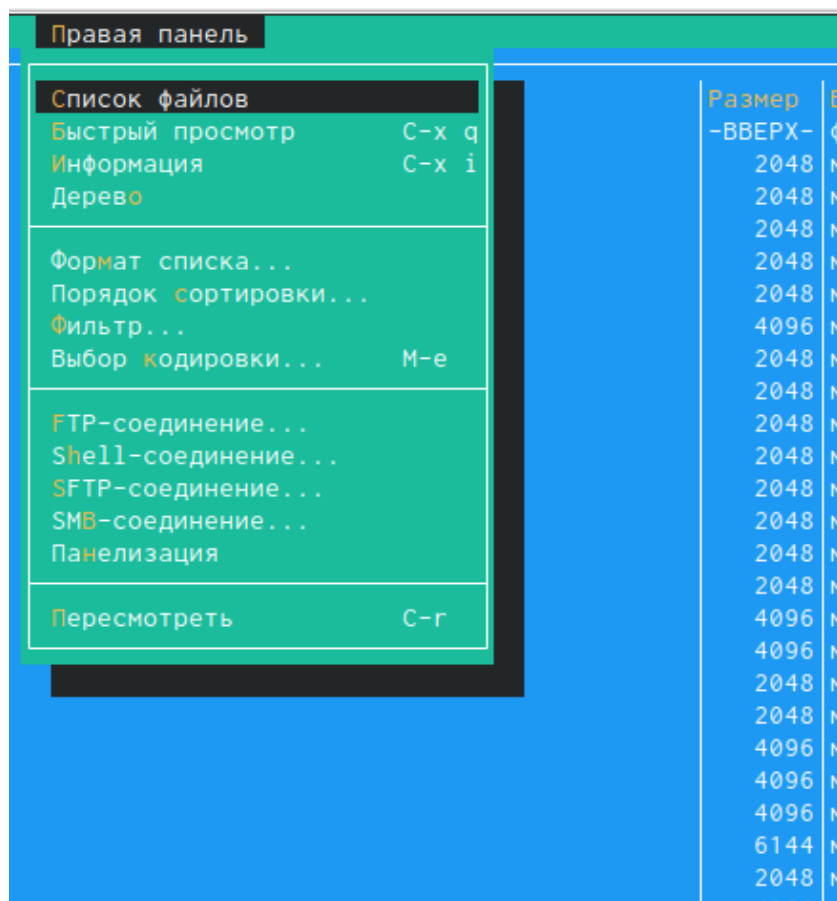 Правая панель
Список файлов
Быстрый просмотр C-x q
Информация C-x i
Дерево
Формат списка...
Порядок сортировки...
Фильтр...
Выбор кодировки... M-e
FTP-соединение...
Shell-соединение...
SFTP-соединение...
SMB-соединение...
Панелизация
Пересмотреть C-r
Размер
-ВВЕРХ-
2048
2048
2048
2048
2048
4096
2048
2048
2048
2048
2048
2048
2048
2048
4096
4096
2048
2048
4096
4096
4096
6144
2048